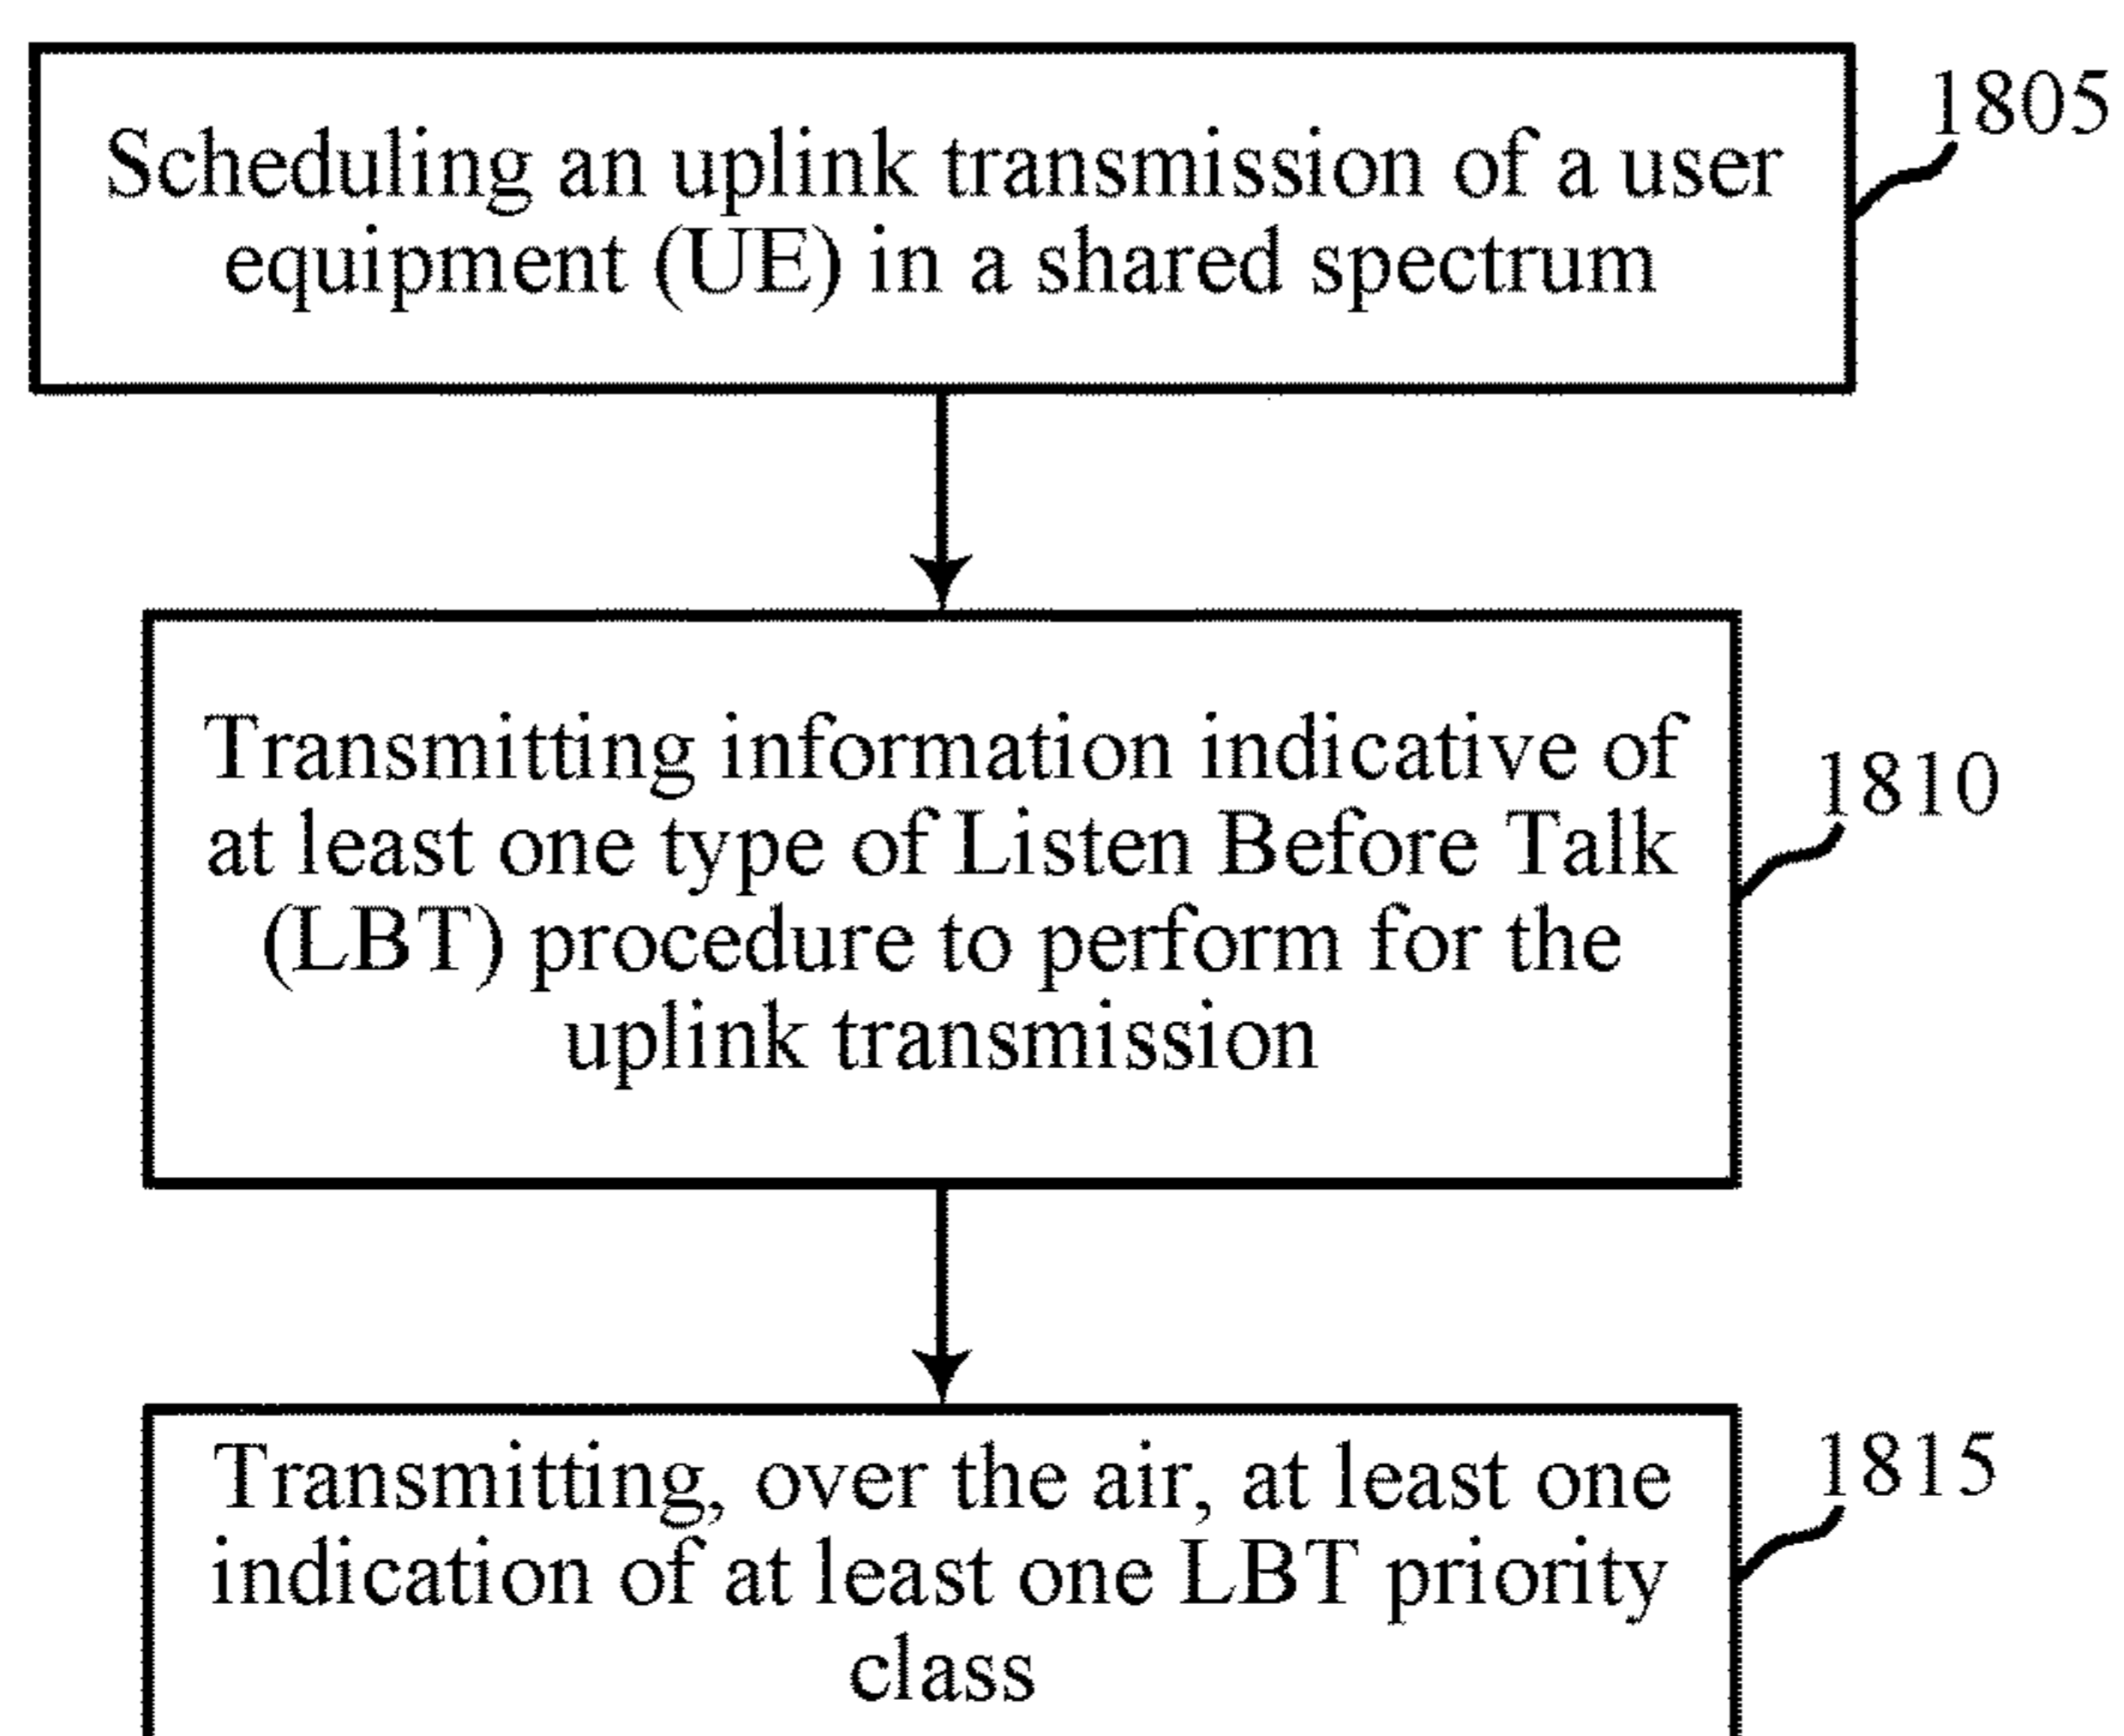 Scheduling an uplink transmission of a user
equipment (UE) in a shared spectrum
1805
Transmitting information indicative of
at least one type of Listen Before Talk
(LBT) procedure to perform for the
uplink transmission
1810
Transmitting, over the air, at least one
indication of at least one LBT priority
class
1815